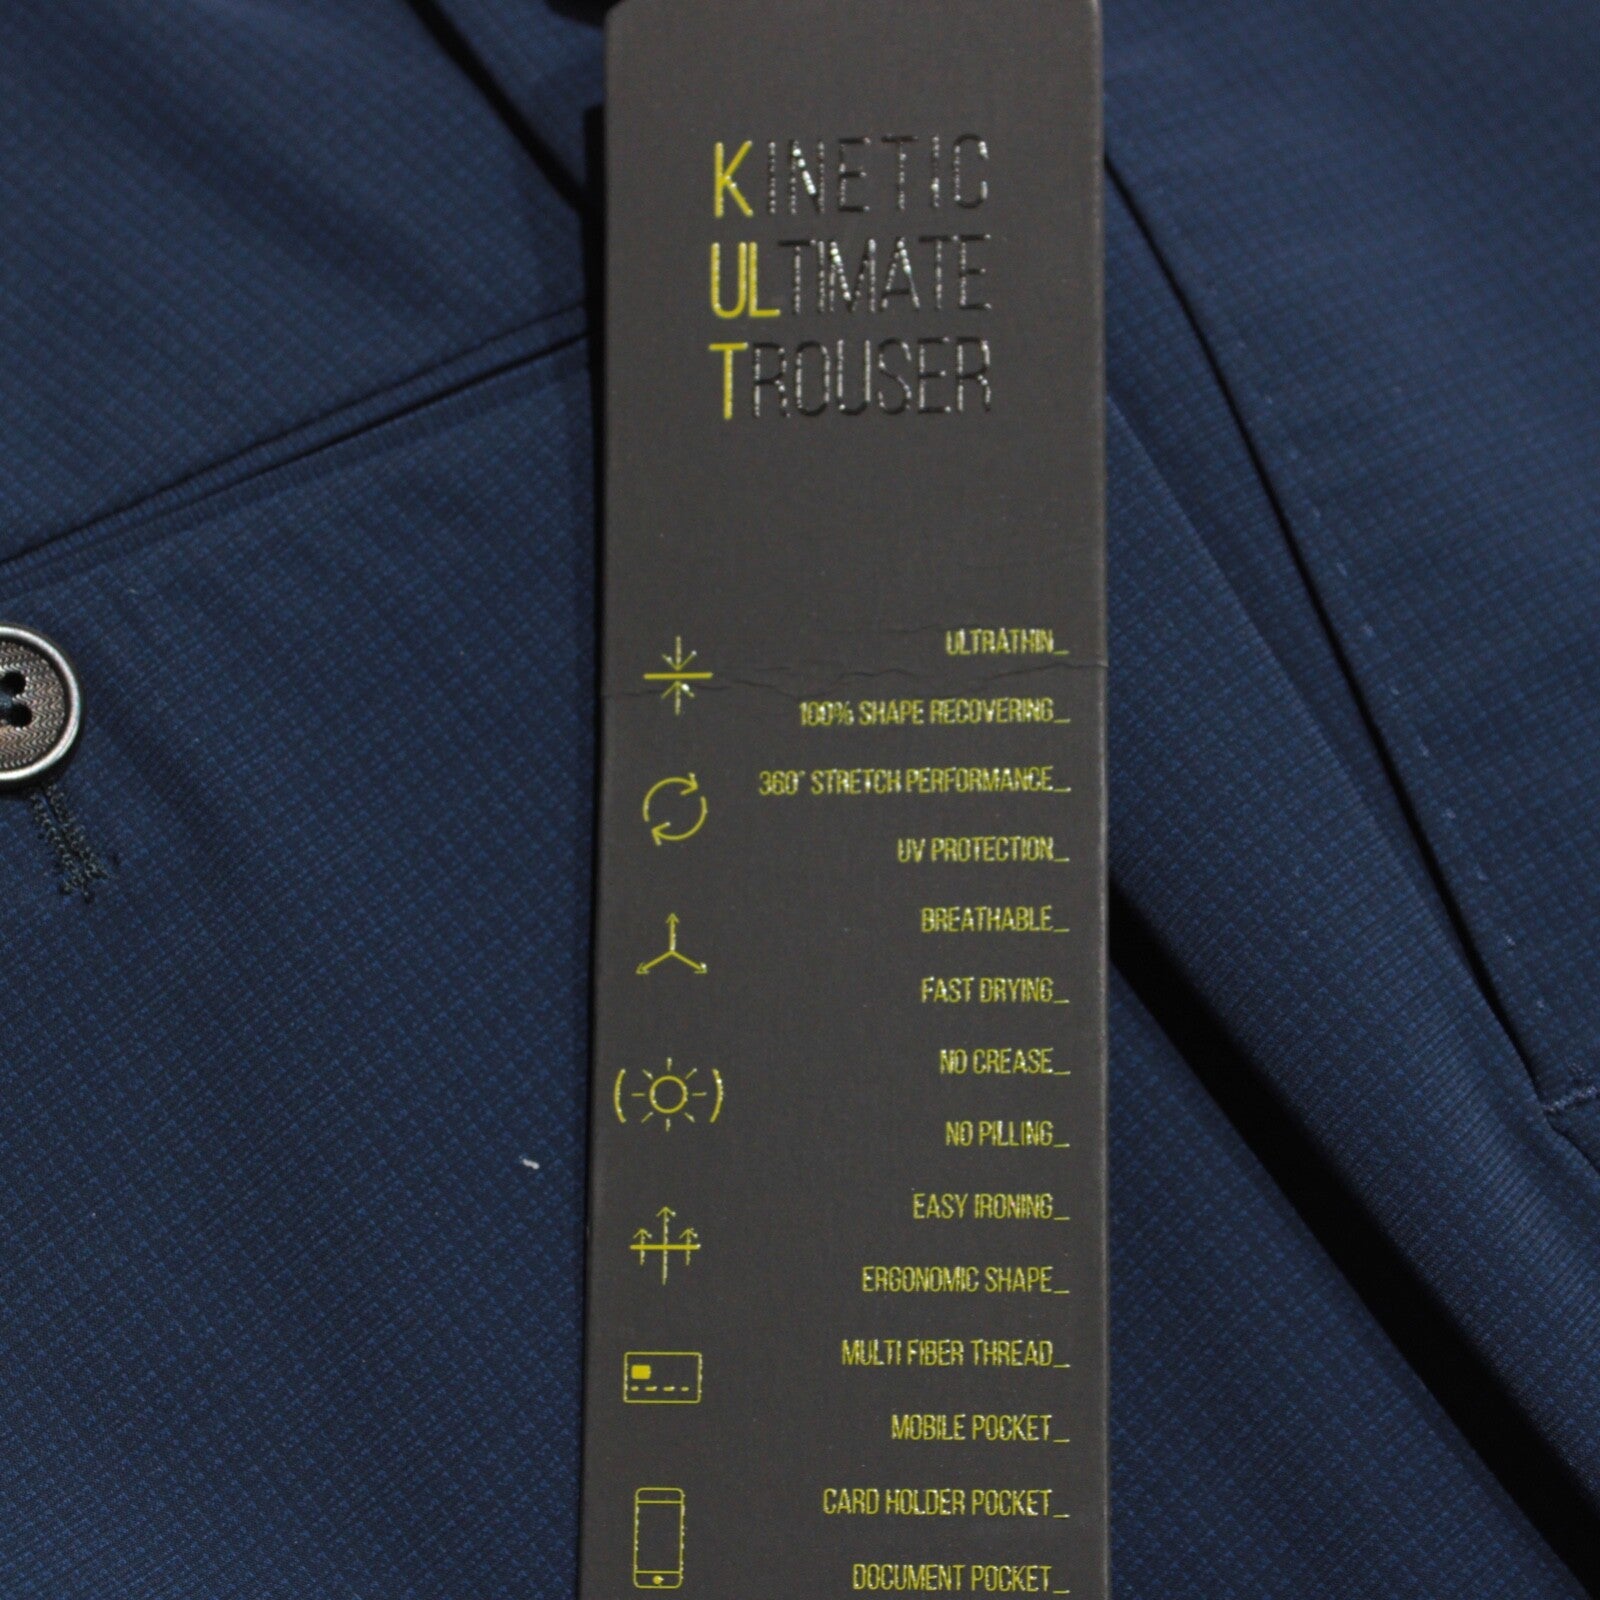 KINETIC
ULTIMATE
TROUSER
ULTRATHIN_
100% SHAPE RECOVERING_
360° STRETCH PERFORMANCE_
UV PROTECTION_
BREATHABLE_
FAST DRYING_
NO CREASE_
NO PILLING_
EASY IRONING_
ERGONOMIC SHAPE_
MULTI FIBER THREAD_
MOBILE POCKET_
CARD HOLDER POCKET_
DOCUMENT POCKET_